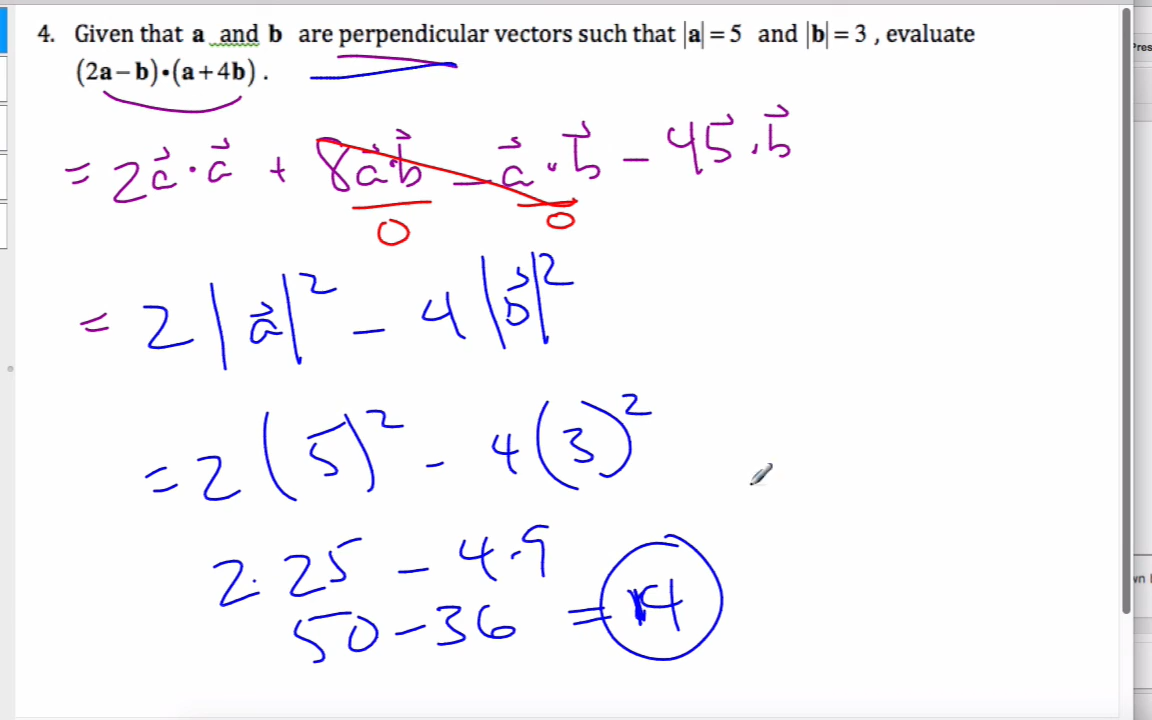 4. Given that a and b are perpendicular vectors such that |a| = 5 and |b| = 3 , evaluate
(2a − b)•(a + 4b) .
= 2a⃗ · a⃗ + 8a⃗·b⃗ − a⃗ · b⃗ − 4b⃗ · b⃗
0 0
= 2 |a⃗|² − 4 |b⃗|²
= 2 (5)² − 4 (3)²
2 · 25 − 4 · 9
50 − 36 = 14